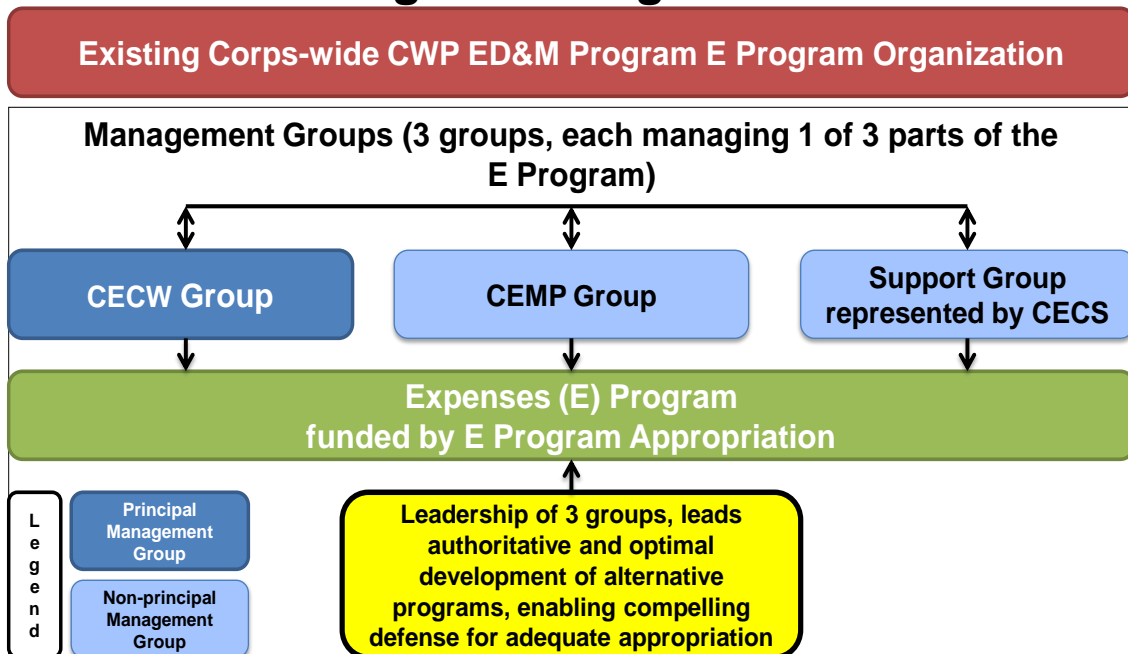 Existing Corps-wide CWP ED&M Program E Program Organization
Management Groups (3 groups, each managing 1 of 3 parts of the
E Program)
CECW Group
CEMP Group
Support Group
represented by CECS
Expenses (E) Program
funded by E Program Appropriation
Legend
Principal
Management
Group
Non-principal
Management
Group
Leadership of 3 groups, leads
authoritative and optimal
development of alternative
programs, enabling compelling
defense for adequate appropriation